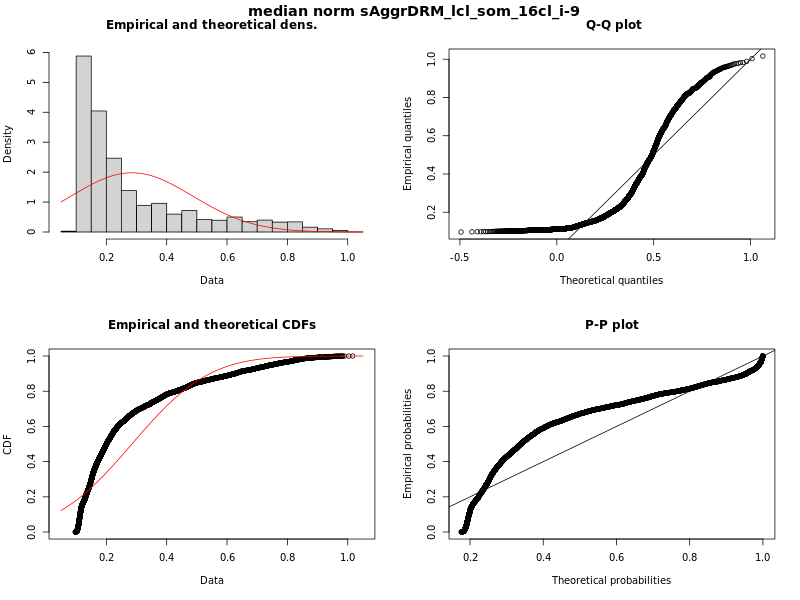 median norm sAggrDRM_lcl_som_16cl_i-9
Empirical and theoretical dens.
Density
0 1 2 3 4 5 6
0.2 0.4 0.6 0.8 1.0
Data
Q-Q plot
Empirical quantiles
0.2 0.4 0.6 0.8 1.0
-0.5 0.0 0.5 1.0
Theoretical quantiles
Empirical and theoretical CDFs
CDF
0.0 0.2 0.4 0.6 0.8 1.0
0.2 0.4 0.6 0.8 1.0
Data
P-P plot
Empirical probabilities
0.0 0.2 0.4 0.6 0.8 1.0
0.2 0.4 0.6 0.8 1.0
Theoretical probabilities